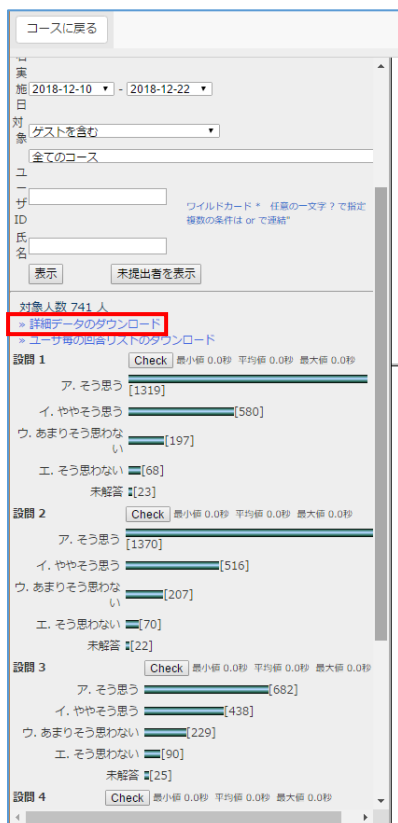 コースに戻る
実
施 2018-12-10 ▼ - 2018-12-22 ▼
日
対
象 ゲストを含む ▼
全てのコース
ユ
ー
ザ
ID
ワイルドカード * 任意の一文字 ? で指定
複数の条件は or で連結"
氏
名
表示 未提出者を表示
対象人数 741 人
» 詳細データのダウンロード
» ユーザ毎の回答リストのダウンロード
設問 1 Check 最小値 0.0秒 平均値 0.0秒 最大値 0.0秒
ア. そう思う [1319]
イ. ややそう思う [580]
ウ. あまりそう思わな
い [197]
エ. そう思わない [68]
未解答 [23]
設問 2 Check 最小値 0.0秒 平均値 0.0秒 最大値 0.0秒
ア. そう思う [1370]
イ. ややそう思う [516]
ウ. あまりそう思わな
い [207]
エ. そう思わない [70]
未解答 [22]
設問 3 Check 最小値 0.0秒 平均値 0.0秒 最大値 0.0秒
ア. そう思う [682]
イ. ややそう思う [438]
ウ. あまりそう思わない [229]
エ. そう思わない [90]
未解答 [25]
設問 4 Check 最小値 0.0秒 平均値 0.0秒 最大値 0.0秒